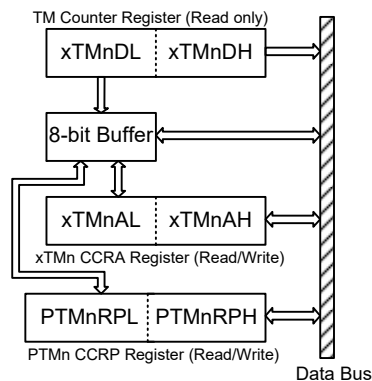 TM Counter Register (Read only)
xTMnDL xTMnDH
8-bit Buffer
xTMnAL xTMnAH
xTMn CCRA Register (Read/Write)
PTMnRPL PTMnRPH
PTMn CCRP Register (Read/Write)
Data Bus